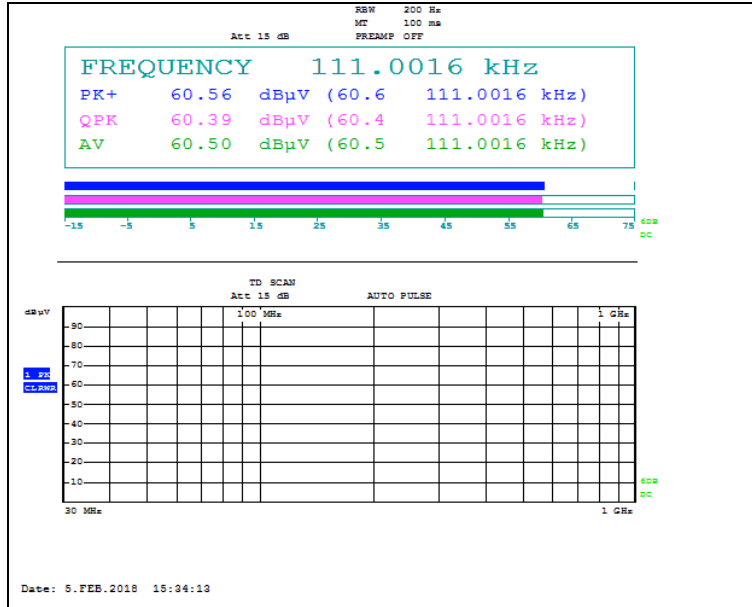 RBW 200 Hz
MT 100 ms
Att 15 dB PREAMP OFF
FREQUENCY 111.0016 kHz
PK+ 60.56 dBµV (60.6 111.0016 kHz)
QPK 60.39 dBµV (60.4 111.0016 kHz)
AV 60.50 dBµV (60.5 111.0016 kHz)
-15 -5 5 15 25 35 45 55 65 75
6DB
DC
TD SCAN
Att 15 dB AUTO PULSE
dBµV
100 MHz 1 GHz
90
80
70
1 PK
60
CLRWR
50
40
30
20
10
6DB
DC
30 MHz 1 GHz
Date: 5.FEB.2018 15:34:13